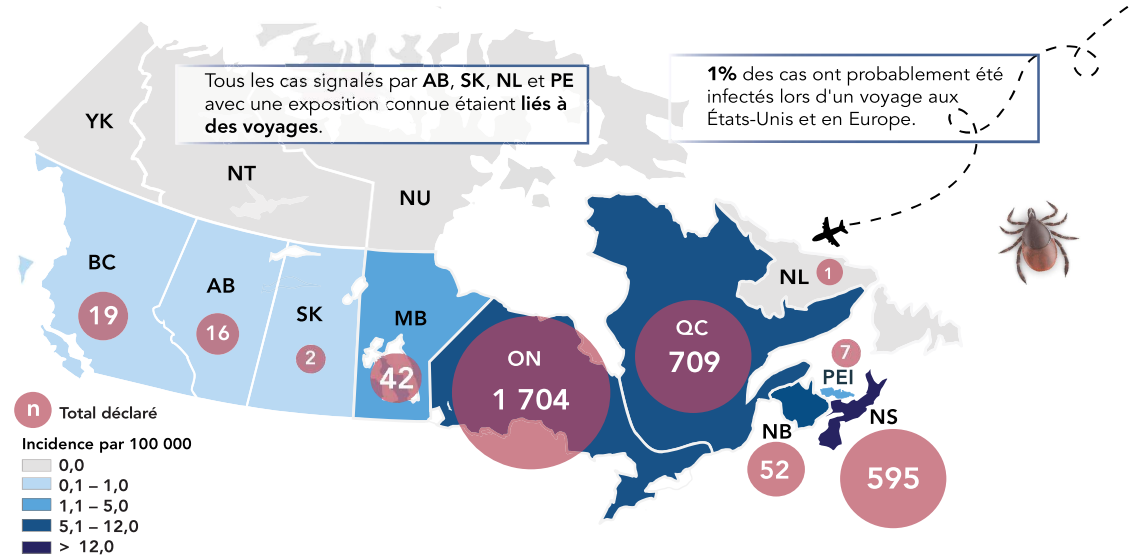 Tous les cas signalés par AB, SK, NL et PE
avec une exposition connue étaient liés à
des voyages.
1% des cas ont probablement été
infectés lors d'un voyage aux
États-Unis et en Europe.
YK
NT
NU
BC
19
AB
16
SK
2
MB
42
ON
1 704
QC
709
NL
1
7
PEI
NB
52
NS
595
n Total déclaré
Incidence par 100 000
0,0
0,1 – 1,0
1,1 – 5,0
5,1 – 12,0
> 12,0